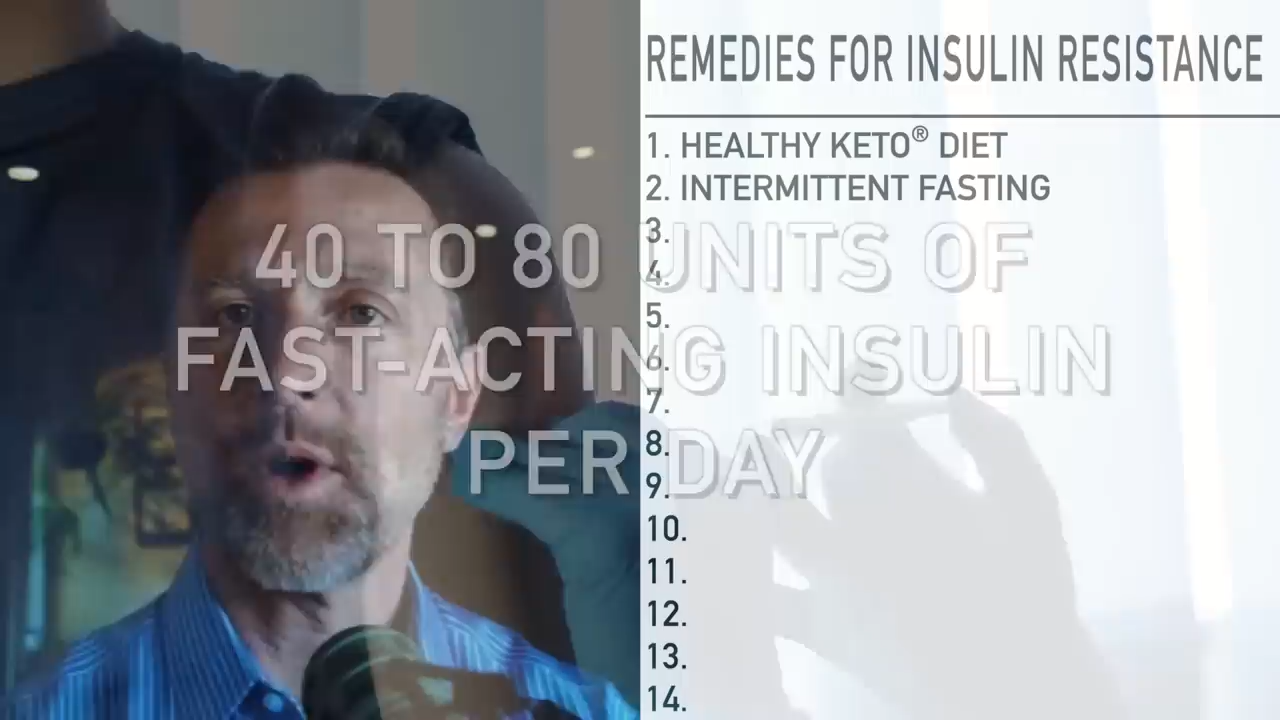 REMEDIES FOR INSULIN RESISTANCE
1. HEALTHY KETO® DIET
2. INTERMITTENT FASTING
3.
4.
5.
6.
7.
8.
9.
10.
11.
12.
13.
14.
40 TO 80 UNITS OF
FAST-ACTING INSULIN
PER DAY